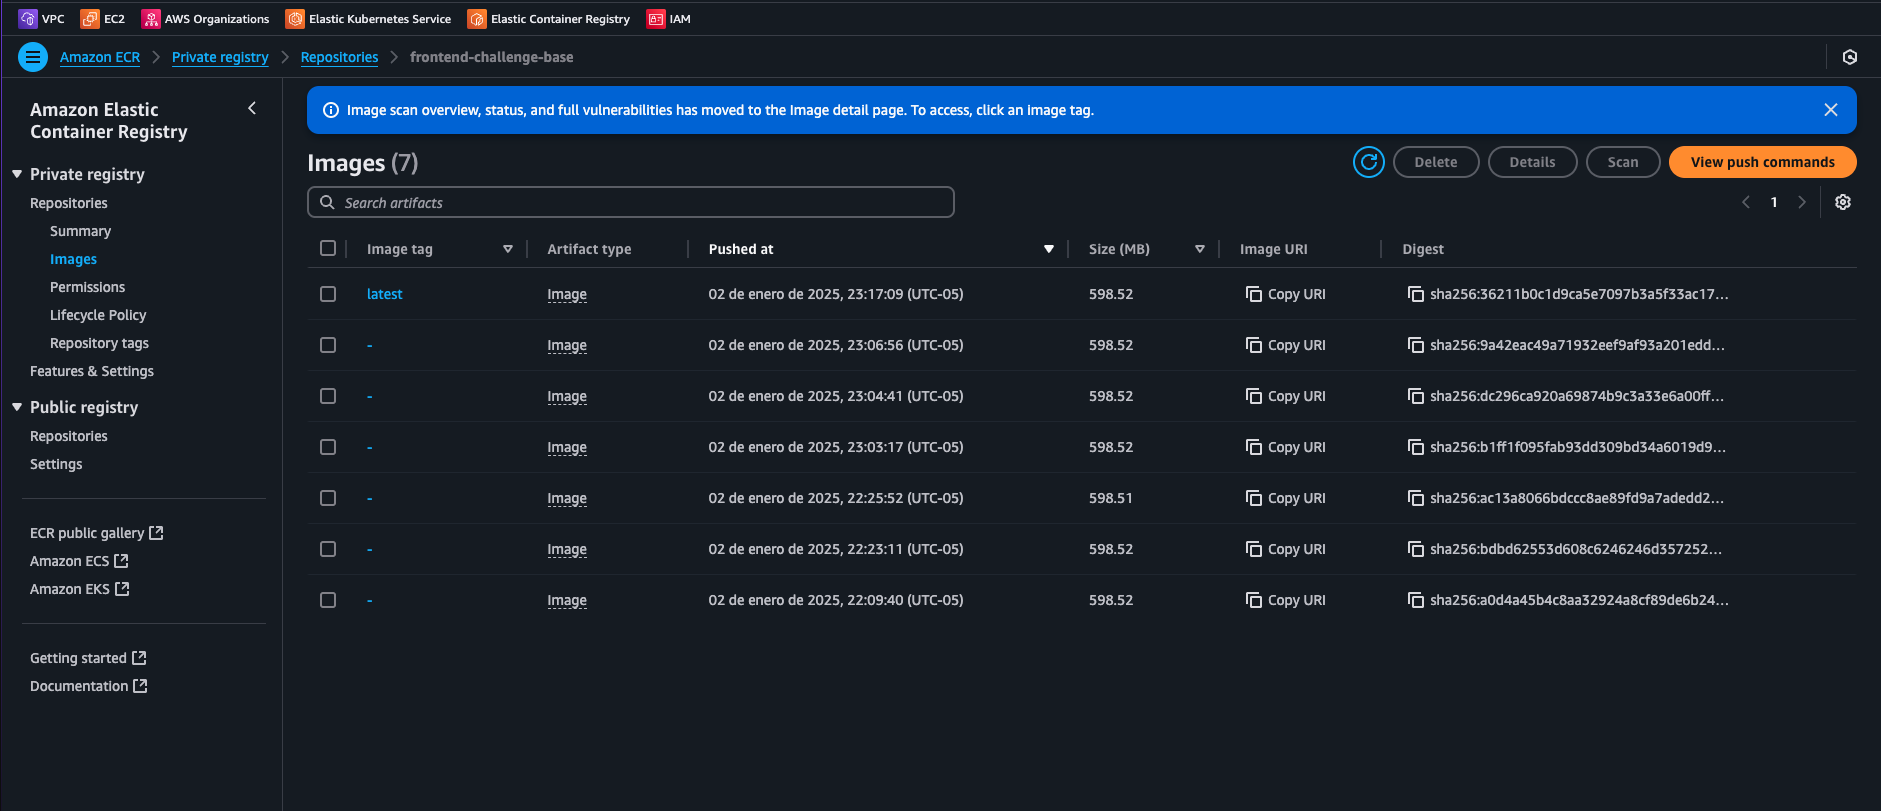 VPC EC2 AWS Organizations Elastic Kubernetes Service Elastic Container Registry IAM
Amazon ECR Private registry Repositories frontend-challenge-base
Amazon Elastic
Container Registry
Private registry
Repositories
Summary
Images
Permissions
Lifecycle Policy
Repository tags
Features & Settings
Public registry
Repositories
Settings
ECR public gallery
Amazon ECS
Amazon EKS
Getting started
Documentation
Image scan overview, status, and full vulnerabilities has moved to the Image detail page. To access, click an image tag.
Images (7)
Delete Details Scan View push commands
Search artifacts
1
Image tag Artifact type Pushed at Size (MB) Image URI Digest
latest Image 02 de enero de 2025, 23:17:09 (UTC-05) 598.52 Copy URI sha256:36211b0c1d9ca5e7097b3a5f33ac17...
- Image 02 de enero de 2025, 23:06:56 (UTC-05) 598.52 Copy URI sha256:9a42eac49a71932eef9af93a201edd...
- Image 02 de enero de 2025, 23:04:41 (UTC-05) 598.52 Copy URI sha256:dc296ca920a69874b9c3a33e6a00ff...
- Image 02 de enero de 2025, 23:03:17 (UTC-05) 598.52 Copy URI sha256:b1ff1f095fab93dd309bd34a6019d9...
- Image 02 de enero de 2025, 22:25:52 (UTC-05) 598.51 Copy URI sha256:ac13a8066bdccc8ae89fd9a7adedd2...
- Image 02 de enero de 2025, 22:23:11 (UTC-05) 598.52 Copy URI sha256:bdbd62553d608c6246246d357252...
- Image 02 de enero de 2025, 22:09:40 (UTC-05) 598.52 Copy URI sha256:a0d4a45b4c8aa32924a8cf89de6b24...